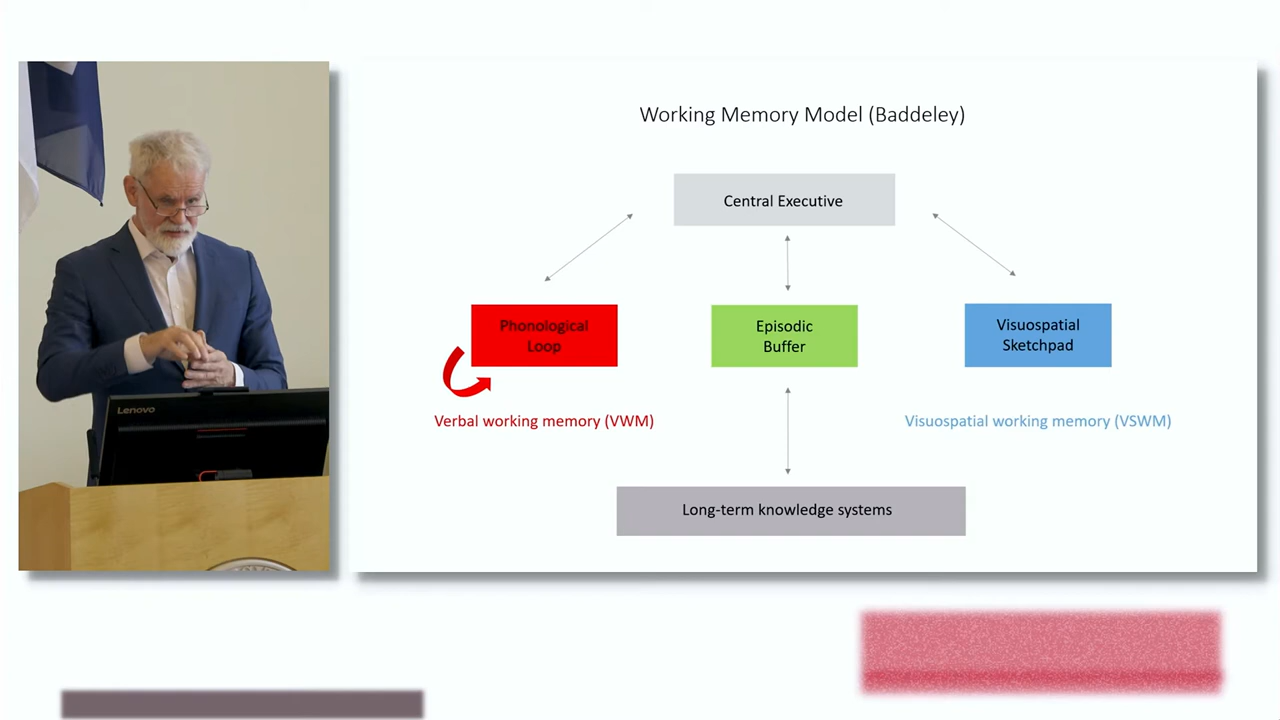 Working Memory Model (Baddeley)
Central Executive
Phonological
Loop
Episodic
Buffer
Visuospatial
Sketchpad
Verbal working memory (VWM)
Visuospatial working memory (VSWM)
Lenovo
Long-term knowledge systems